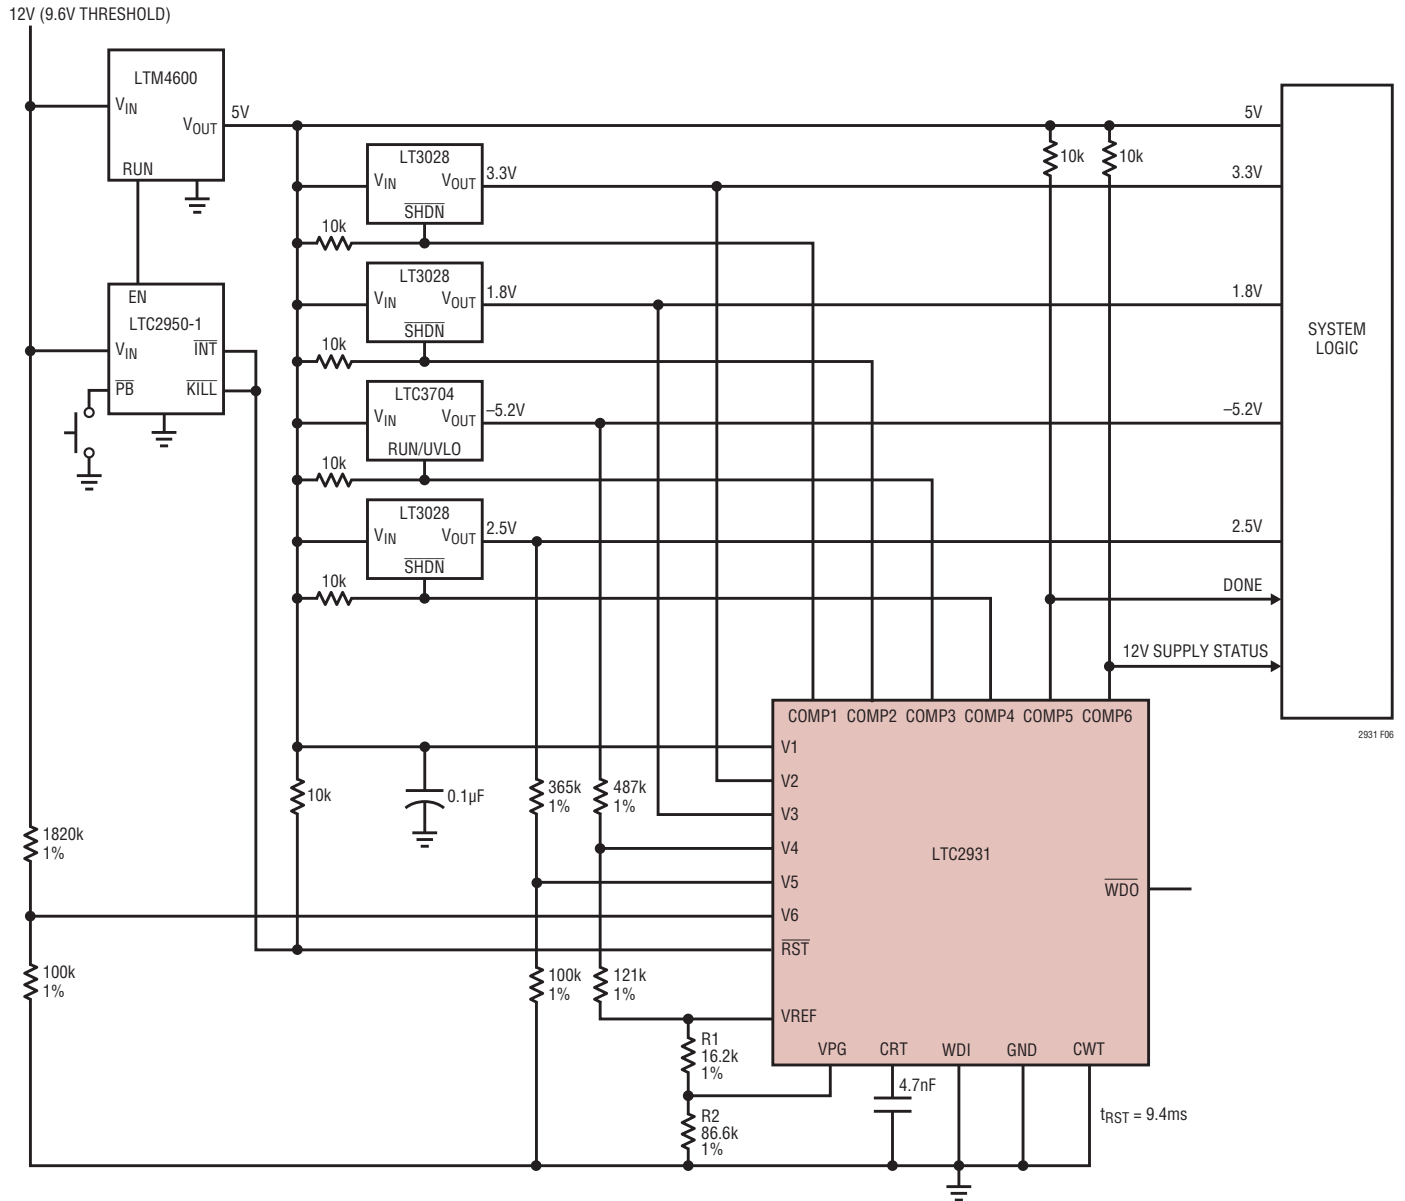 12V (9.6V THRESHOLD)
LTM4600
VIN
VOUT
RUN
5V
5V
LT3028
VIN
VOUT
SHDN
3.3V
3.3V
10k
10k
10k
LT3028
VIN
VOUT
SHDN
1.8V
1.8V
10k
EN
LTC2950-1
VIN
INT
PB
KILL
SYSTEM
LOGIC
LTC3704
VIN
VOUT
RUN/UVLO
–5.2V
–5.2V
10k
LT3028
VIN
VOUT
SHDN
2.5V
2.5V
10k
DONE
12V SUPPLY STATUS
2931 F06
COMP1 COMP2 COMP3 COMP4 COMP5 COMP6
V1
V2
V3
V4
V5
V6
RST
VREF
LTC2931
WDO
VPG
CRT
WDI
GND
CWT
10k
0.1µF
365k
1%
487k
1%
1820k
1%
100k
1%
100k
1%
121k
1%
R1
16.2k
1%
R2
86.6k
1%
4.7nF
tRST = 9.4ms